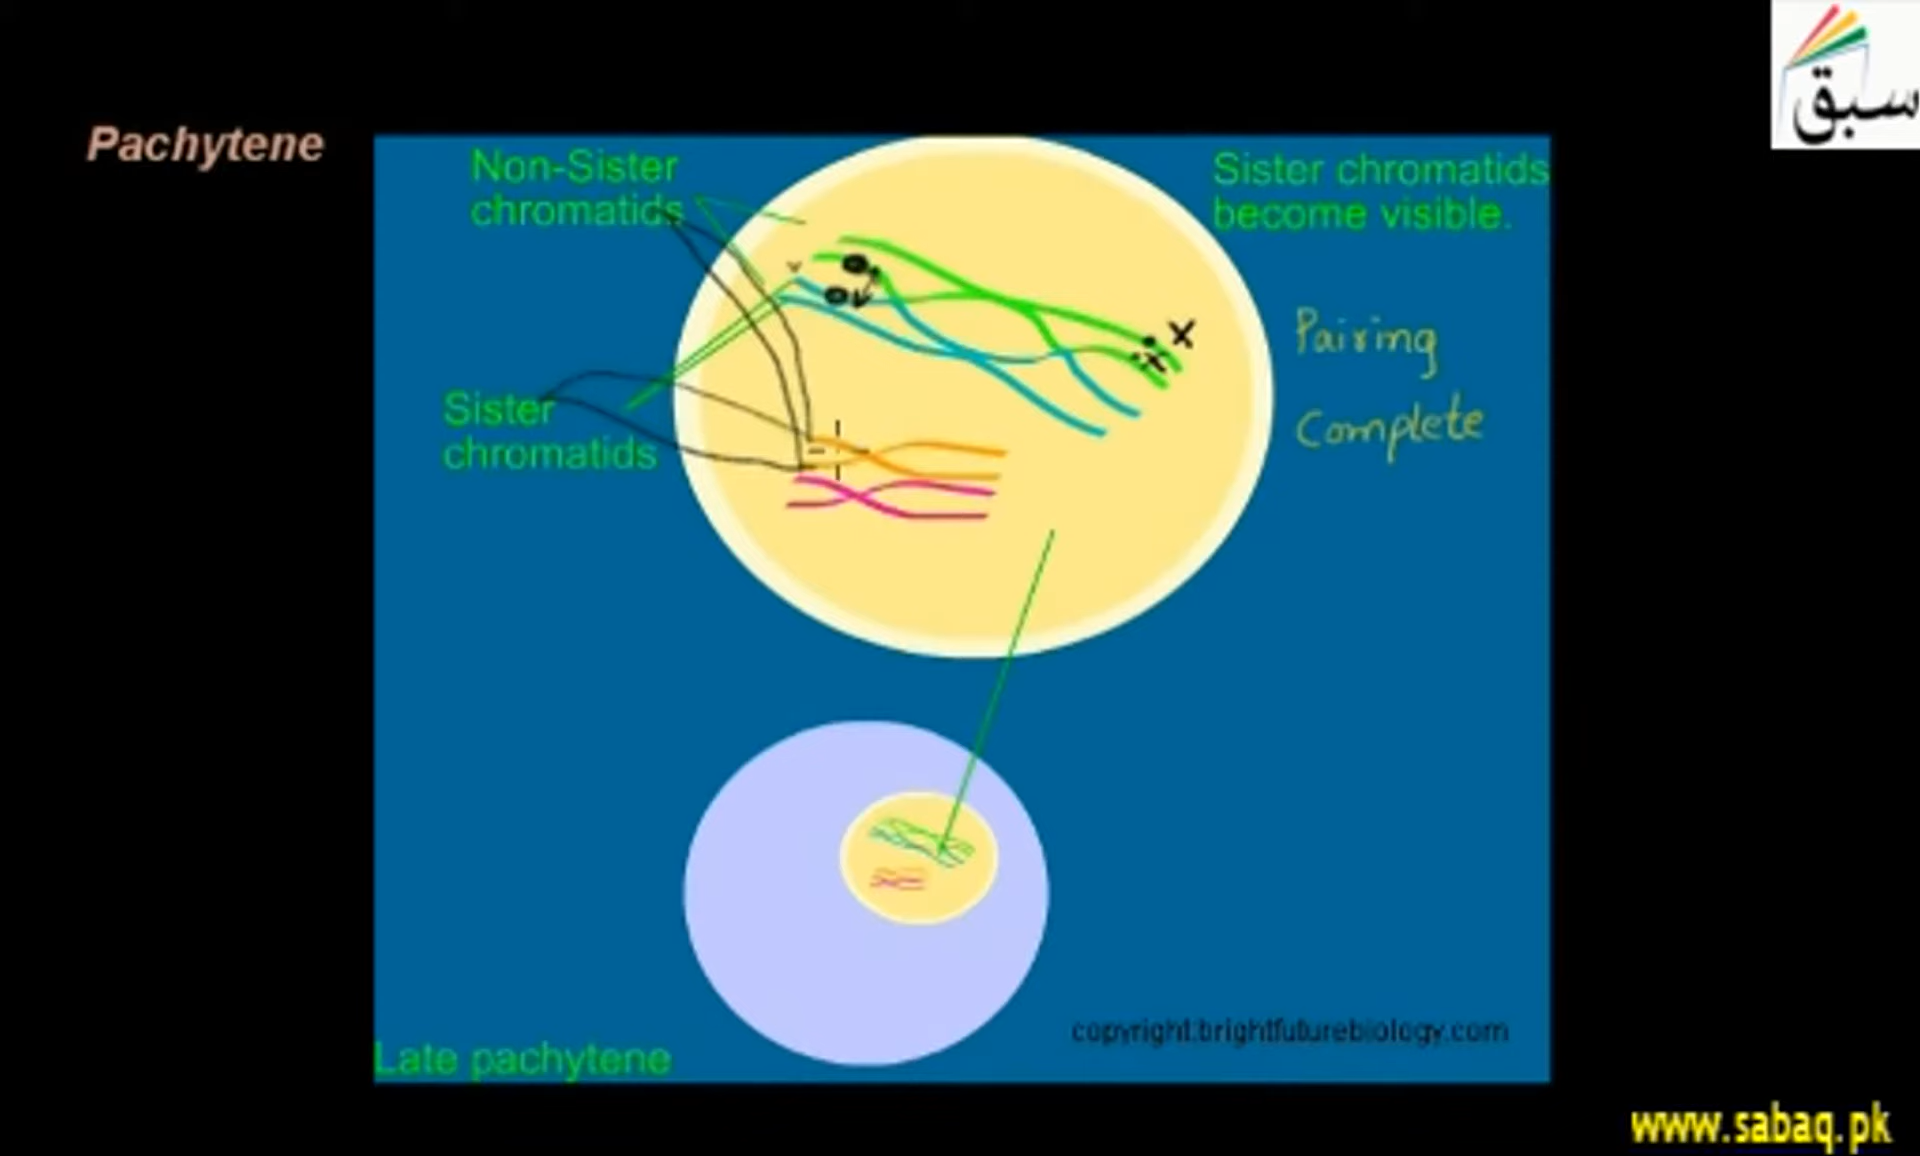 سبق
Pachytene
Non-Sister
chromatids
Sister chromatids
become visible.
Pairing
Complete
Sister
chromatids
copyright:brightfuturebiology.com
Late pachytene
www.sabaq.pk